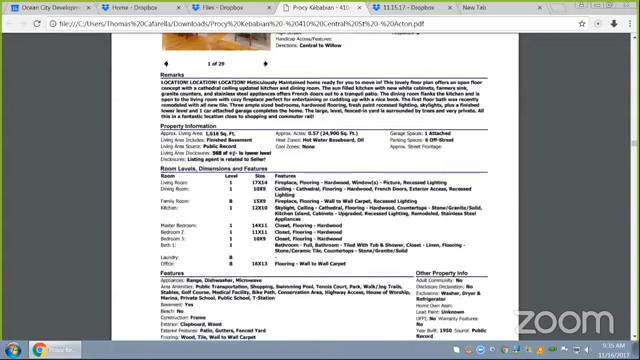 Ocean City Developmen
Home - Dropbox
Files - Dropbox
Procy Kebabian - 410
11.15.17 - Dropbox
New Tab
file:///C:/Users/Thomas%20Cafarella/Downloads/Procy%20Kebabian%20-%20410%20Central%20St%20Acton.pdf
Handicap Access/Features:
Directions: Central to Willow
1 of 29
Remarks
LOCATION! LOCATION! LOCATION! Meticulously Maintained home ready for you to move in! This lovely floor plan offers an open floor
concept with a cathedral ceiling updated kitchen and dining room. The sun filled kitchen with new white cabinets, farmers sink,
granite counters, and stainless steel appliances offers French doors out to a tranquil patio. The dining room flanks the kitchen and is
open to the living room with cozy fireplace perfect for entertaining or cuddling up with a nice book. The first floor bath was recently
remodeled with all new tile. Three ample sized bedrooms, hardwood flooring, fresh paint recessed lighting, skylights, plus a finished
lower level and 1 car attached garage complete the home. The large, level, fenced-in yard is surrounded by trees and very private. All
this in a fantastic location close to shopping and commuter rail!
Property Information
Approx. Living Area: 1,616 Sq. Ft. Approx. Acres: 0.57 (24,900 Sq. Ft.) Garage Spaces: 1 Attached
Living Area Includes: Finished Basement Heat Zones: Hot Water Baseboard, Oil Parking Spaces: 6 Off-Street
Living Area Source: Public Record Cool Zones: None Approx. Street Frontage:
Living Area Disclosures: 568 of +/- is lower level
Disclosures: Listing agent is related to Seller!
Room Levels, Dimensions and Features
Room Level Size Features
Living Room: 1 17X14 Fireplace, Flooring - Hardwood, Window(s) - Picture, Recessed Lighting
Dining Room: 1 10X9 Ceiling - Cathedral, Flooring - Hardwood, French Doors, Exterior Access, Recessed
Lighting
Family Room: B 15X9 Fireplace, Flooring - Wall to Wall Carpet, Recessed Lighting
Kitchen: 1 12X10 Skylight, Ceiling - Cathedral, Flooring - Hardwood, Countertops - Stone/Granite/Solid,
Kitchen Island, Cabinets - Upgraded, Recessed Lighting, Remodeled, Stainless Steel
Appliances
Master Bedroom: 1 14X11 Closet, Flooring - Hardwood
Bedroom 2: 1 11X11 Closet, Flooring - Hardwood
Bedroom 3: 1 10X9 Closet, Flooring - Hardwood
Bath 1: 1 Bathroom - Full, Bathroom - Tiled With Tub & Shower, Closet - Linen, Flooring -
Stone/Ceramic Tile, Countertops - Stone/Granite/Solid
Laundry: B
Office: B 16X13 Flooring - Wall to Wall Carpet
Features Other Property Info
Appliances: Range, Dishwasher, Microwave Adult Community: No
Area Amenities: Public Transportation, Shopping, Swimming Pool, Tennis Court, Park, Walk/Jog Trails, Disclosure Declaration: No
Stables, Golf Course, Medical Facility, Bike Path, Conservation Area, Highway Access, House of Worship, Exclusions: Washer, Dryer &
Marina, Private School, Public School, T-Station Refrigerator
Basement: Yes Home Own Assn:
Beach: No Lead Paint: Unknown
Construction: Frame UFFI: No Warranty Features:
Exterior: Clapboard, Wood No
Exterior Features: Patio, Gutters, Fenced Yard Year Built: 1950 Source: Public
Flooring: Wood, Tile, Wall to Wall Carpet Record
zoom
Procy Ke
9:35 AM
11/16/2017